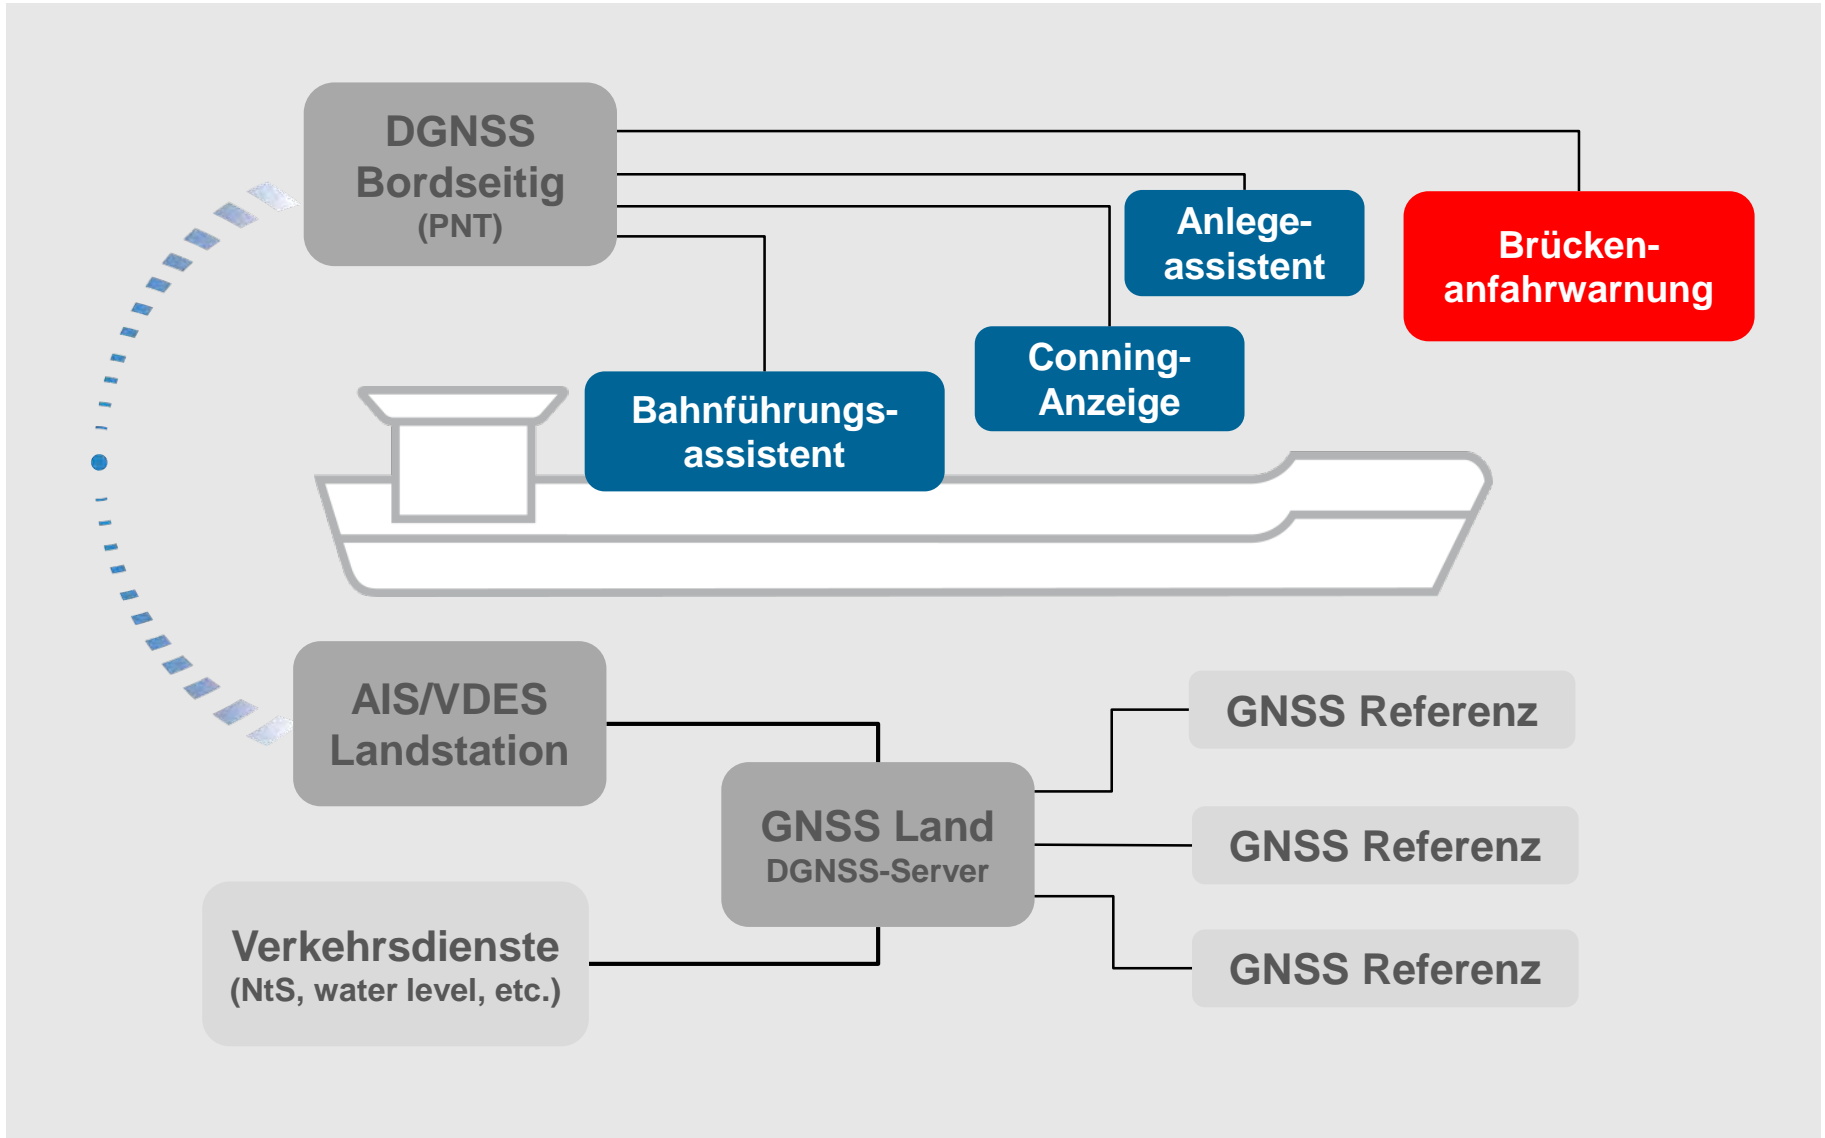 DGNSS
Bordseitig
(PNT)
Anlege-
assistent
Brücken-
anfahrwarnung
Conning-
Anzeige
Bahnführungs-
assistent
AIS/VDES
Landstation
GNSS Referenz
GNSS Land
DGNSS-Server
GNSS Referenz
Verkehrsdienste
(NtS, water level, etc.)
GNSS Referenz